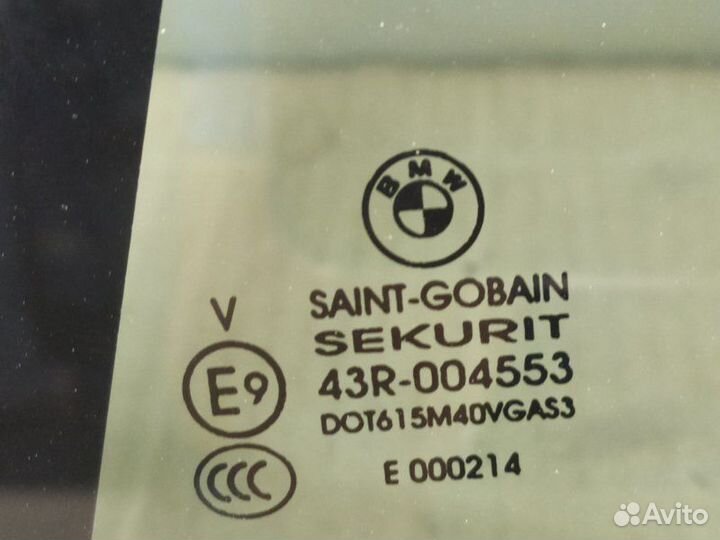 BMW
SAINT-GOBAIN
SEKURIT
V
E9
43R-004553
DOT615M40VGAS3
CCC
E 000214
Avito